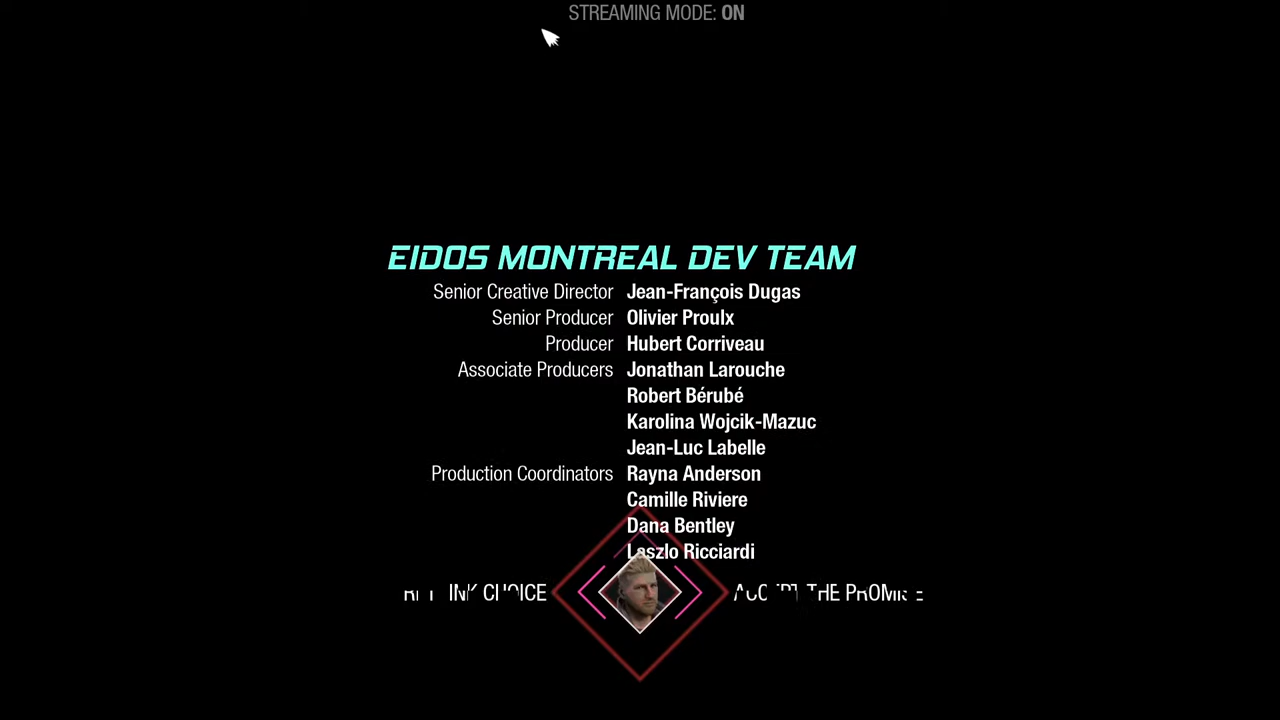 STREAMING MODE: ON
EIDOS MONTREAL DEV TEAM
Senior Creative Director Jean-François Dugas
Senior Producer Olivier Proulx
Producer Hubert Corriveau
Associate Producers Jonathan Larouche
Robert Bérubé
Karolina Wojcik-Mazuc
Jean-Luc Labelle
Production Coordinators Rayna Anderson
Camille Riviere
Dana Bentley
Laszlo Ricciardi
CHOICE THE PROMISE